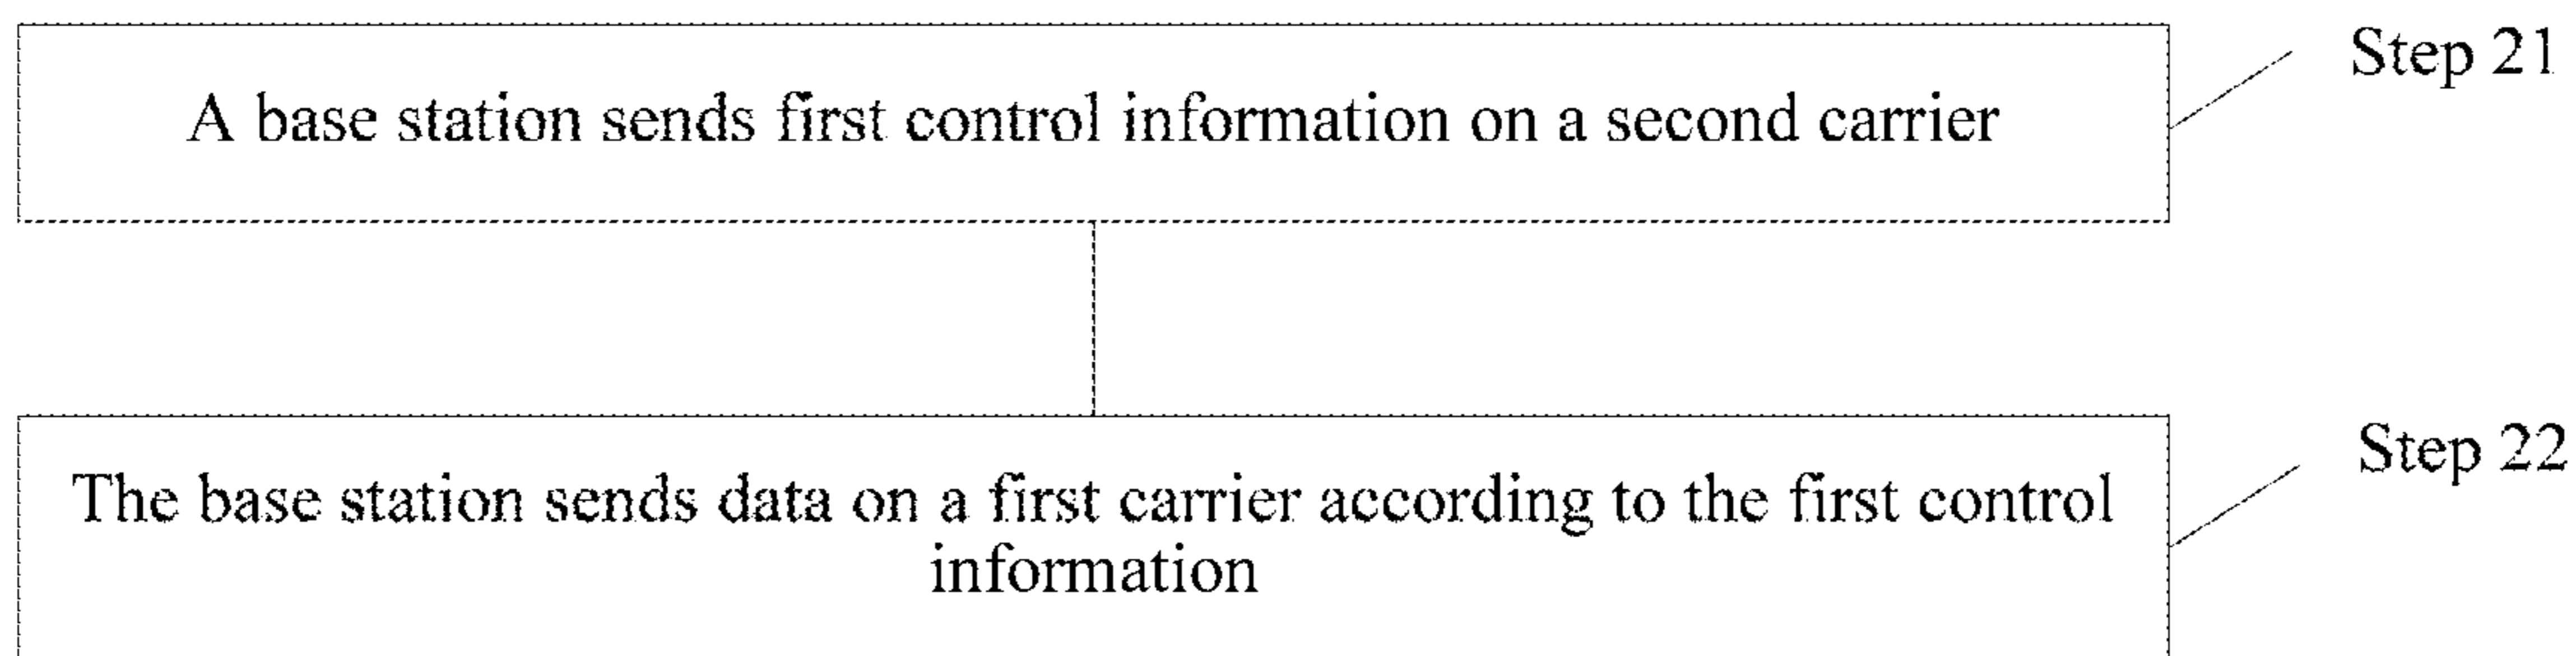 Step 21
A base station sends first control information on a second carrier
Step 22
The base station sends data on a first carrier according to the first control
information